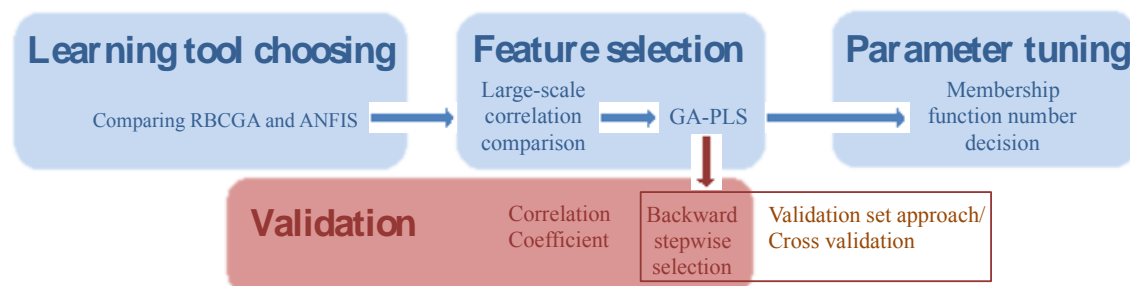 Learning tool choosing
Comparing RBCGA and ANFIS
Feature selection
Large-scale
correlation
comparison
GA-PLS
Parameter tuning
Membership
function number
decision
Validation
Correlation
Coefficient
Backward
stepwise
selection
Validation set approach/
Cross validation